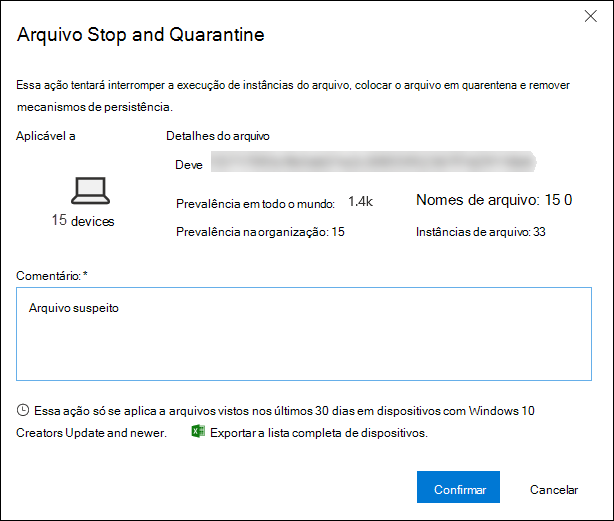 Arquivo Stop and Quarantine
Essa ação tentará interromper a execução de instâncias do arquivo, colocar o arquivo em quarentena e remover
mecanismos de persistência.
Aplicável a
Detalhes do arquivo
Deve
15 devices
Prevalência em todo o mundo: 1.4k
Nomes de arquivo: 15 0
Prevalência na organização: 15
Instâncias de arquivo: 33
Comentário: *
Arquivo suspeito
Essa ação só se aplica a arquivos vistos nos últimos 30 dias em dispositivos com Windows 10
Creators Update and newer. Exportar a lista completa de dispositivos.
Confirmar Cancelar